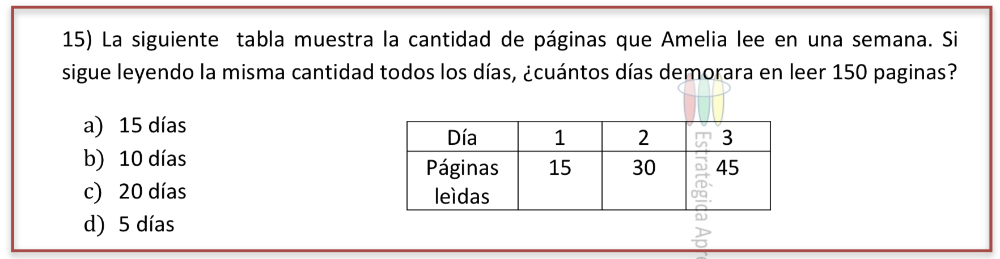 15) La siguiente tabla muestra la cantidad de páginas que Amelia lee en una semana. Si
sigue leyendo la misma cantidad todos los días, ¿cuántos días demorara en leer 150 paginas?
a) 15 días
b) 10 días
c) 20 días
d) 5 días
Día 1 2 3
Páginas 15 30 45
leìdas
Estratégica